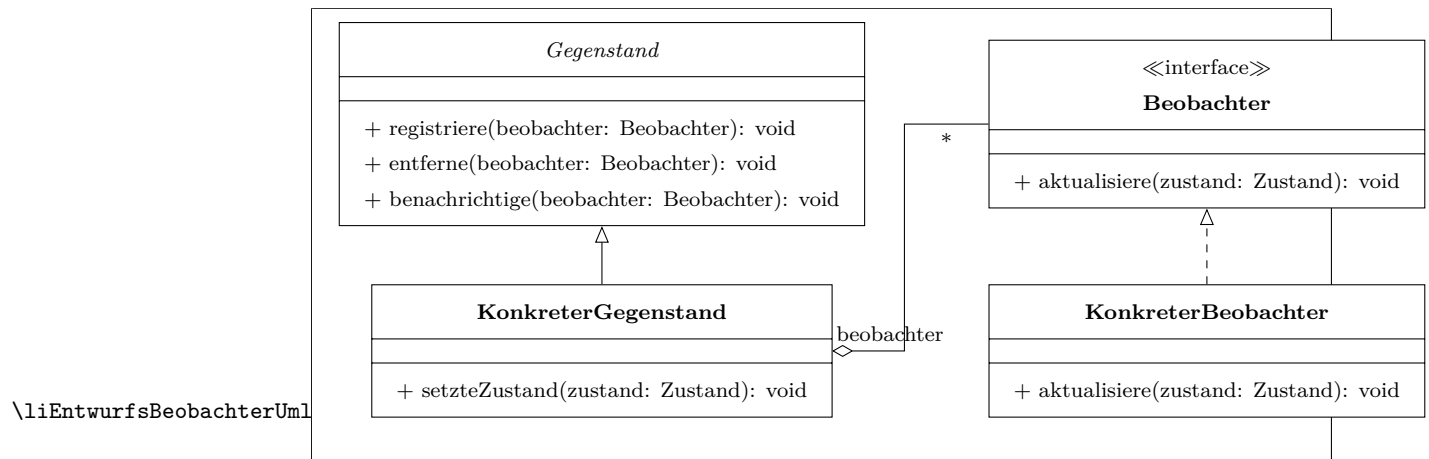 Gegenstand
+ registriere(beobachter: Beobachter): void
+ entferne(beobachter: Beobachter): void
+ benachrichtige(beobachter: Beobachter): void
≪interface≫
Beobachter
+ aktualisiere(zustand: Zustand): void
*
KonkreterGegenstand
+ setzteZustand(zustand: Zustand): void
beobachter
KonkreterBeobachter
+ aktualisiere(zustand: Zustand): void
\liEntwurfsBeobachterUml